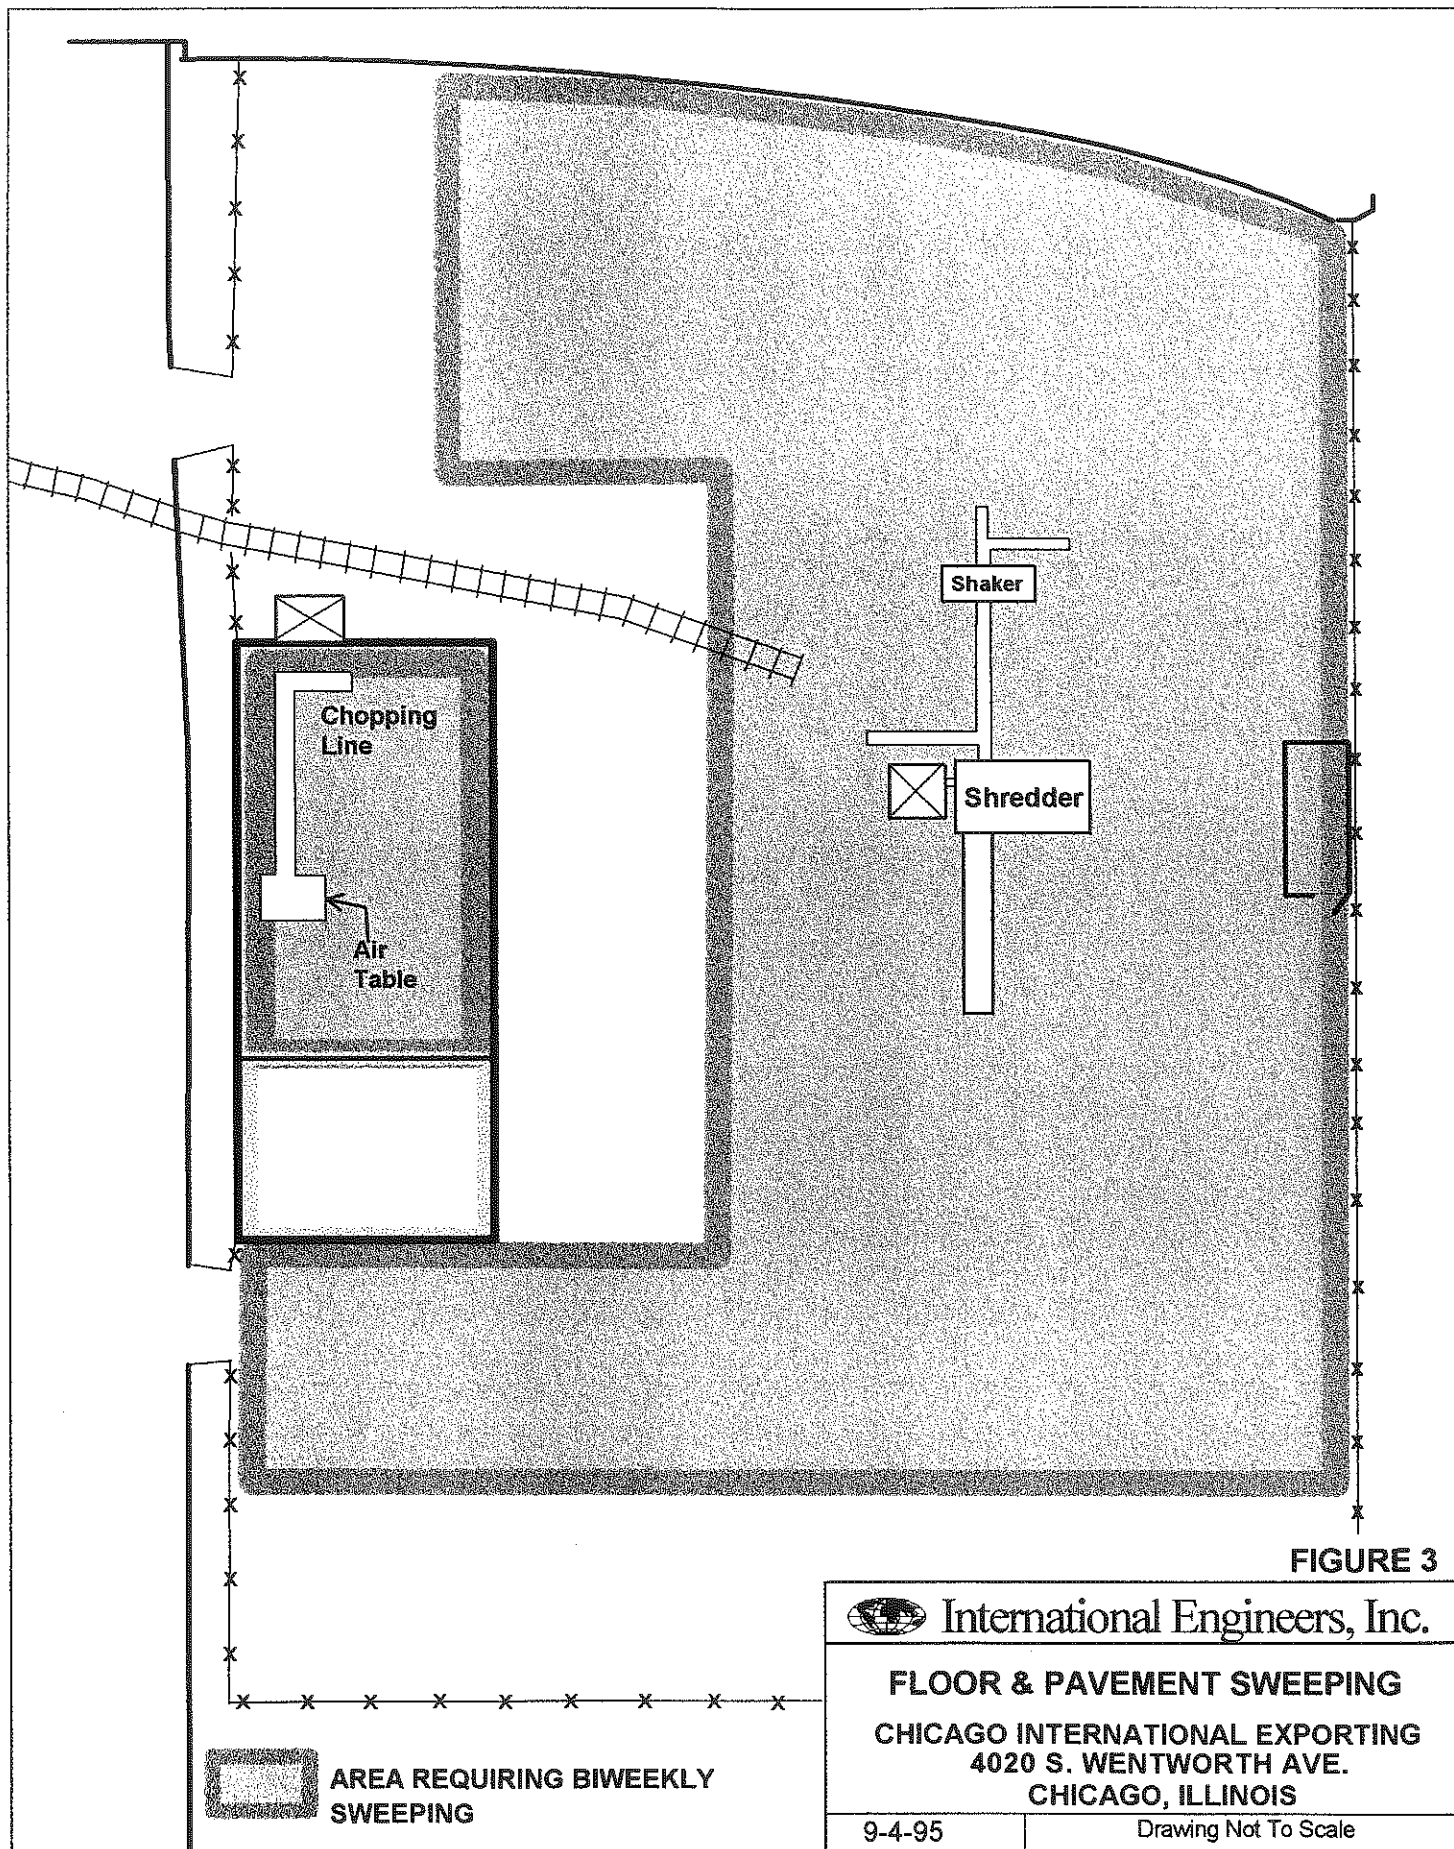 Shaker
Chopping
Line
Shredder
Air
Table
FIGURE 3
International Engineers, Inc.
FLOOR & PAVEMENT SWEEPING
CHICAGO INTERNATIONAL EXPORTING
4020 S. WENTWORTH AVE.
CHICAGO, ILLINOIS
AREA REQUIRING BIWEEKLY
SWEEPING
9-4-95
Drawing Not To Scale